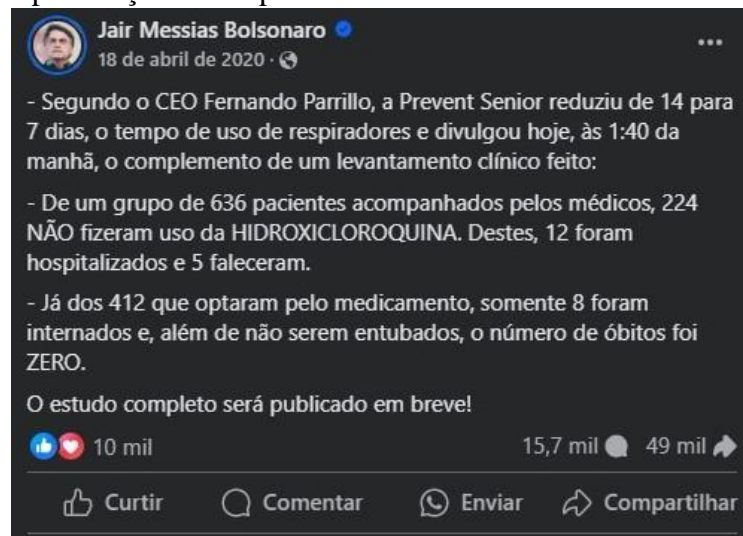 Jair Messias Bolsonaro
18 de abril de 2020 ·
- Segundo o CEO Fernando Parrillo, a Prevent Senior reduziu de 14 para
7 dias, o tempo de uso de respiradores e divulgou hoje, às 1:40 da
manhã, o complemento de um levantamento clínico feito:
- De um grupo de 636 pacientes acompanhados pelos médicos, 224
NÃO fizeram uso da HIDROXICLOROQUINA. Destes, 12 foram
hospitalizados e 5 faleceram.
- Já dos 412 que optaram pelo medicamento, somente 8 foram
internados e, além de não serem entubados, o número de óbitos foi
ZERO.
O estudo completo será publicado em breve!
10 mil 15,7 mil 49 mil
Curtir Comentar Enviar Compartilhar